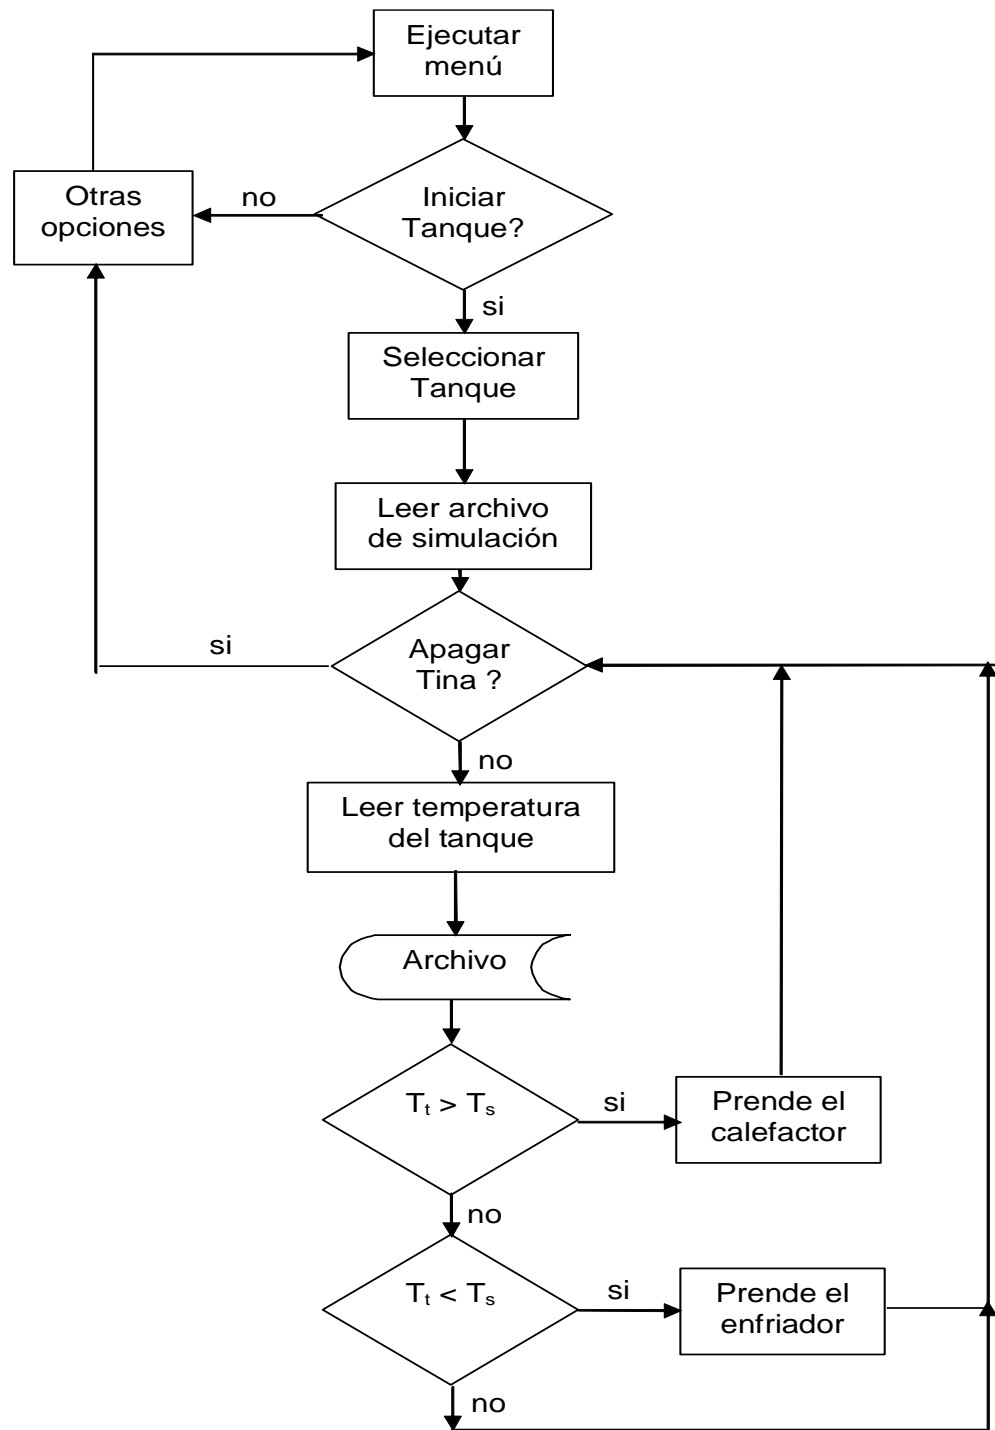 Ejecutar
menú
Otras
opciones
no
Iniciar
Tanque?
si
Seleccionar
Tanque
Leer archivo
de simulación
si
Apagar
Tina ?
no
Leer temperatura
del tanque
Archivo
Tₜ > Tₛ
si
Prende el
calefactor
no
Tₜ < Tₛ
si
Prende el
enfriador
no